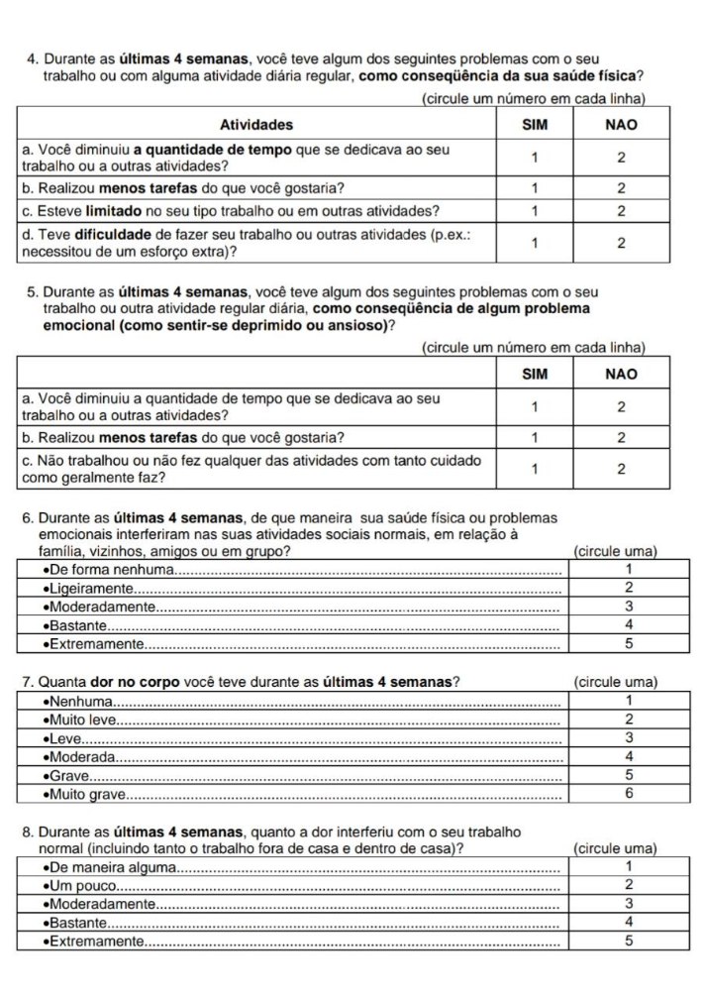 4. Durante as últimas 4 semanas, você teve algum dos seguintes problemas com o seu
trabalho ou com alguma atividade diária regular, como conseqüência da sua saúde física?
(circule um número em cada linha)
Atividades SIM NAO
a. Você diminuiu a quantidade de tempo que se dedicava ao seu
trabalho ou a outras atividades? 1 2
b. Realizou menos tarefas do que você gostaria? 1 2
c. Esteve limitado no seu tipo trabalho ou em outras atividades? 1 2
d. Teve dificuldade de fazer seu trabalho ou outras atividades (p.ex.:
necessitou de um esforço extra)? 1 2
5. Durante as últimas 4 semanas, você teve algum dos seguintes problemas com o seu
trabalho ou outra atividade regular diária, como conseqüência de algum problema
emocional (como sentir-se deprimido ou ansioso)?
(circule um número em cada linha)
SIM NAO
a. Você diminuiu a quantidade de tempo que se dedicava ao seu
trabalho ou a outras atividades? 1 2
b. Realizou menos tarefas do que você gostaria? 1 2
c. Não trabalhou ou não fez qualquer das atividades com tanto cuidado
como geralmente faz? 1 2
6. Durante as últimas 4 semanas, de que maneira sua saúde física ou problemas
emocionais interferiram nas suas atividades sociais normais, em relação à
família, vizinhos, amigos ou em grupo? (circule uma)
•De forma nenhuma 1
•Ligeiramente 2
•Moderadamente 3
•Bastante 4
•Extremamente 5
7. Quanta dor no corpo você teve durante as últimas 4 semanas? (circule uma)
•Nenhuma 1
•Muito leve 2
•Leve 3
•Moderada 4
•Grave 5
•Muito grave 6
8. Durante as últimas 4 semanas, quanto a dor interferiu com o seu trabalho
normal (incluindo tanto o trabalho fora de casa e dentro de casa)? (circule uma)
•De maneira alguma 1
•Um pouco 2
•Moderadamente 3
•Bastante 4
•Extremamente 5